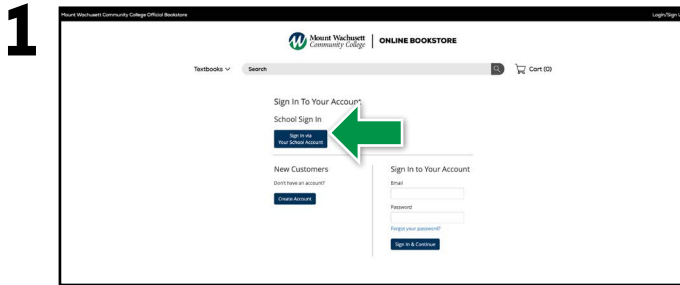 1
Mount Wachusett Community College Official Bookstore
Login/Sign
Mount Wachusett
Community College
ONLINE BOOKSTORE
Textbooks
Search
Cart (0)
Sign In To Your Account
School Sign In
Sign in via
Your School Account
New Customers
Don't have an account?
Create Account
Sign In to Your Account
Email
Password
Forgot your password?
Sign In & Continue